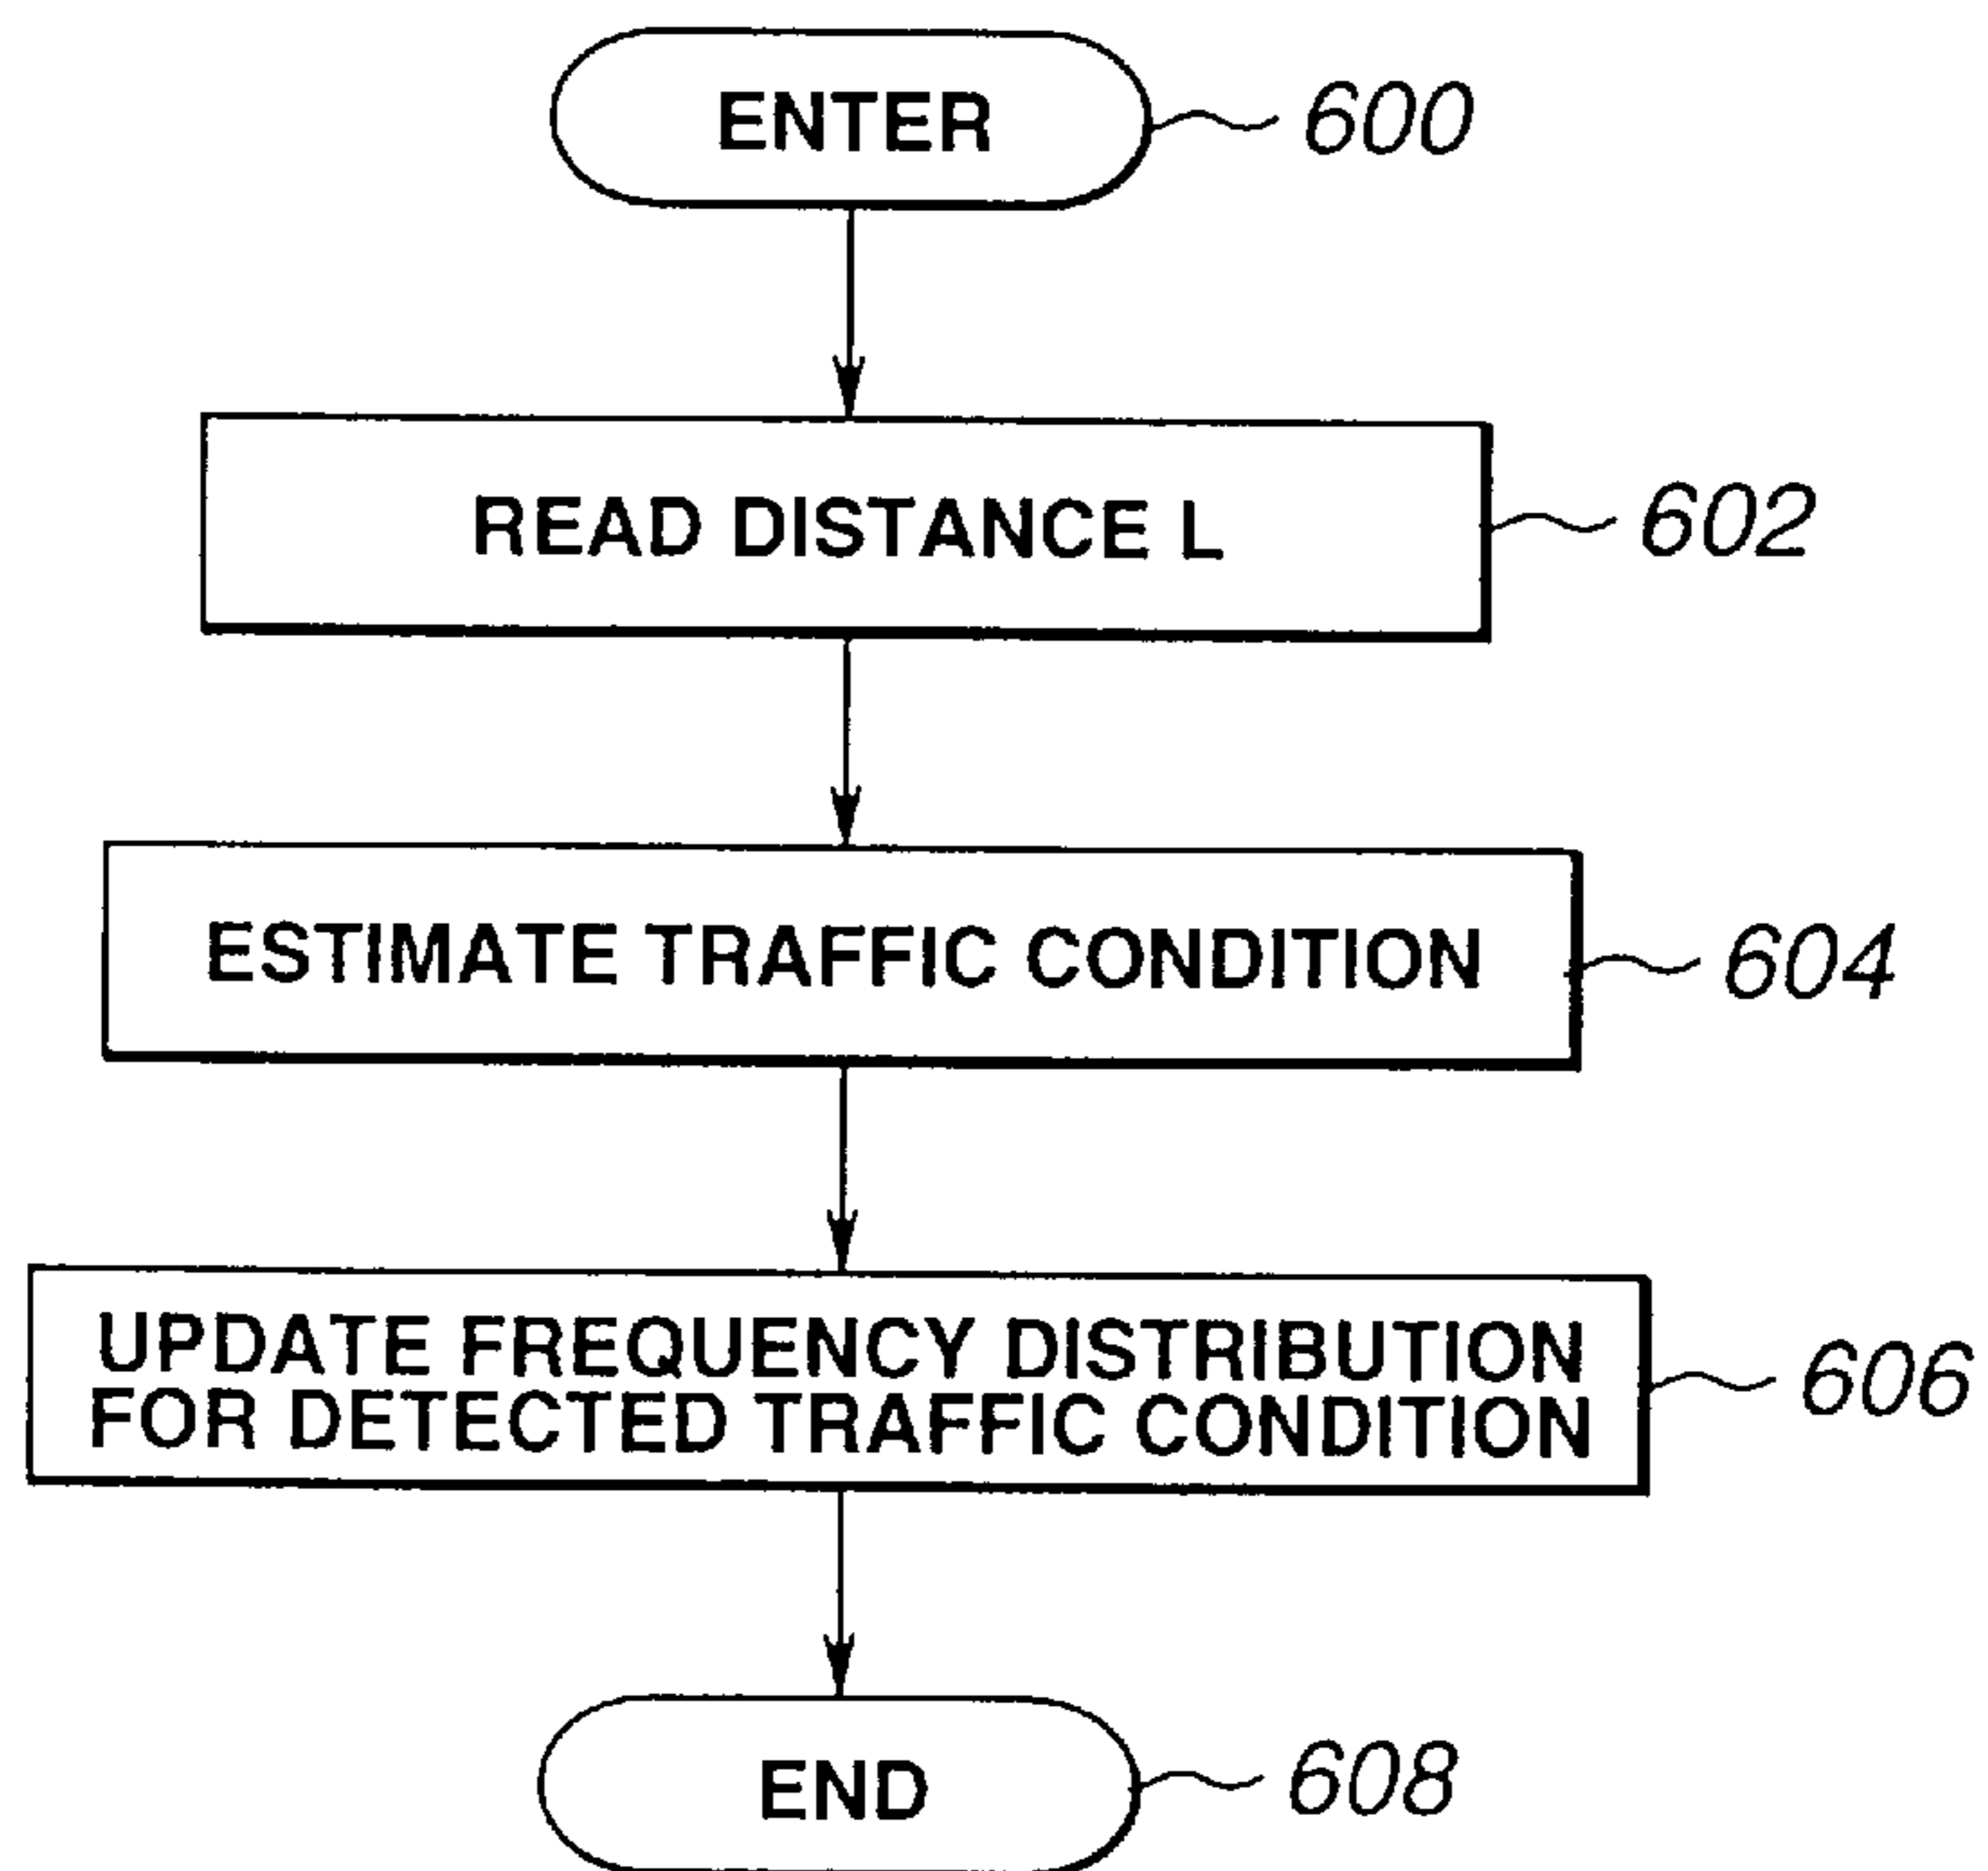 ENTER 600
READ DISTANCE L 602
ESTIMATE TRAFFIC CONDITION 604
UPDATE FREQUENCY DISTRIBUTION
FOR DETECTED TRAFFIC CONDITION 606
END 608